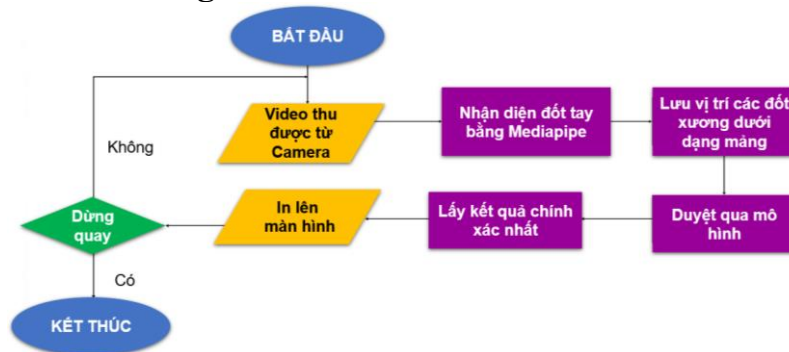 BẮT ĐẦU
Video thu
được từ
Camera
Nhận diện đốt tay
bằng Mediapipe
Lưu vị trí các đốt
xương dưới
dạng mảng
Duyệt qua mô
hình
Lấy kết quả chính
xác nhất
In lên
màn hình
Dừng
quay
Không
Có
KẾT THÚC